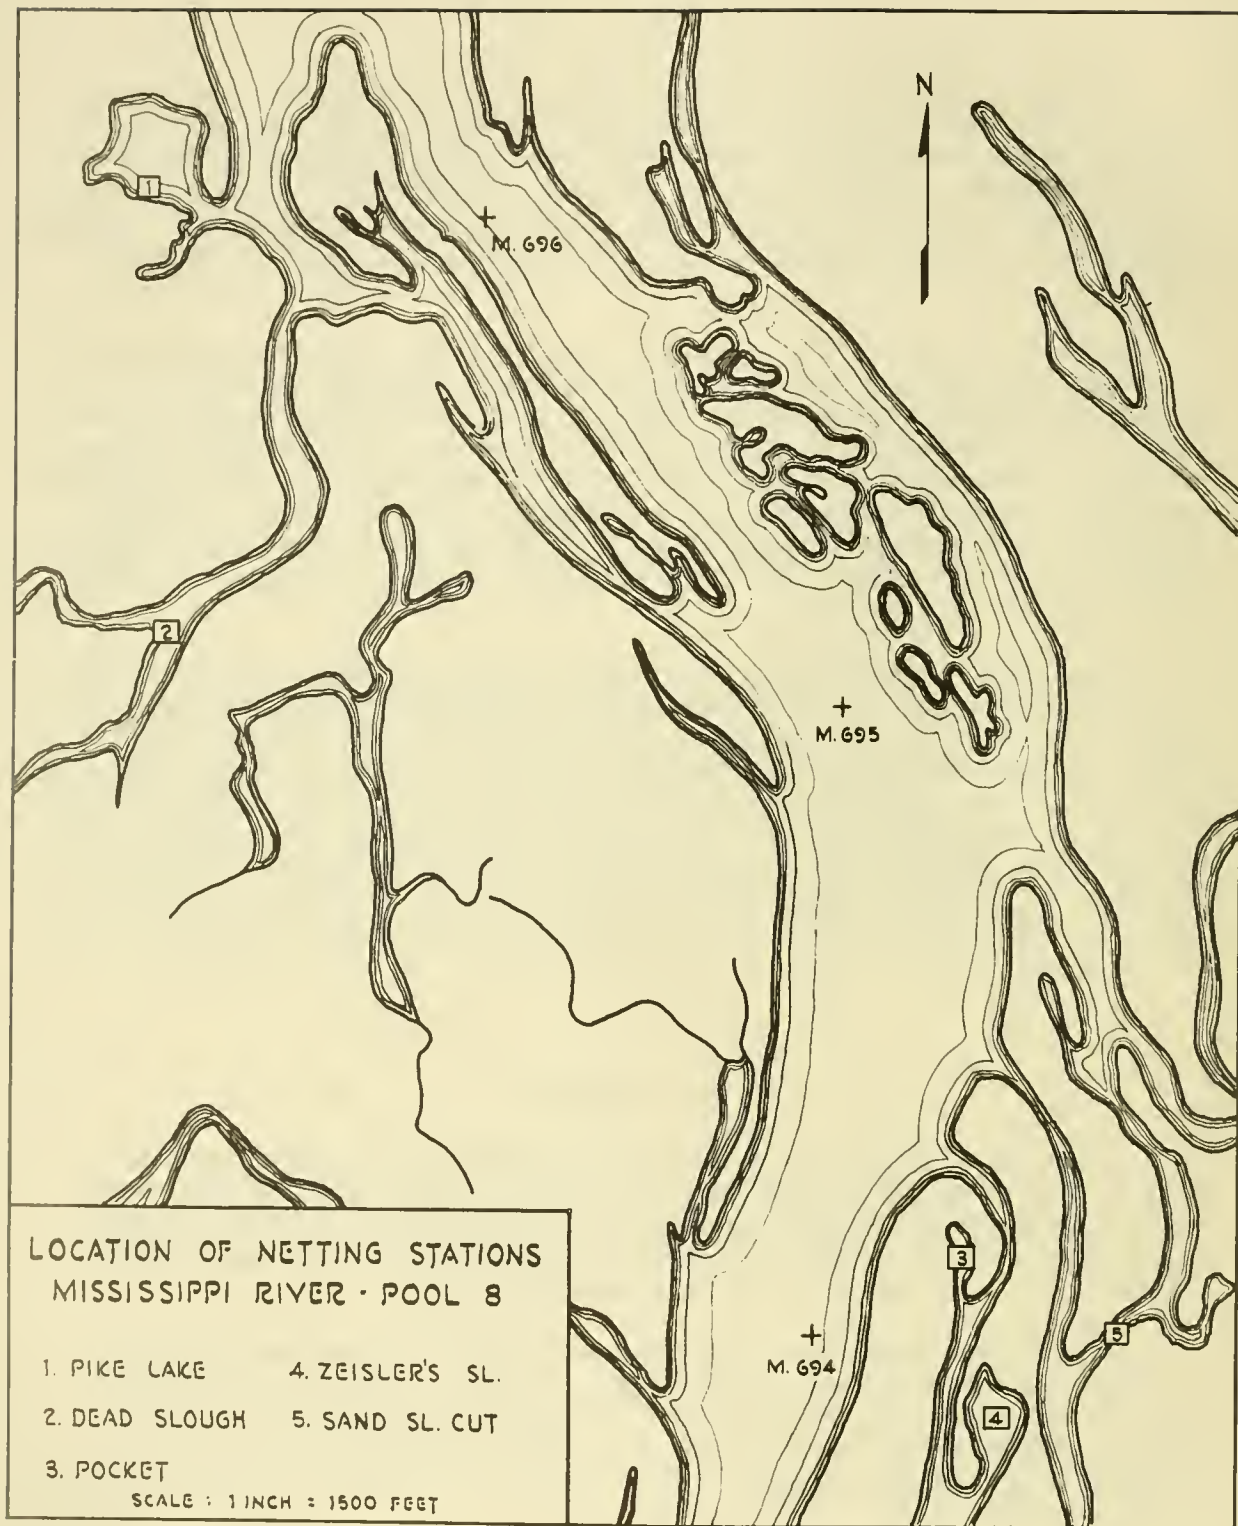 N
1
M. 696
2
M. 695
3
M. 694
5
4
LOCATION OF NETTING STATIONS
MISSISSIPPI RIVER · POOL 8
1. PIKE LAKE 4. ZEISLER'S SL.
2. DEAD SLOUGH 5. SAND SL. CUT
3. POCKET
SCALE : 1 INCH = 1500 FEET